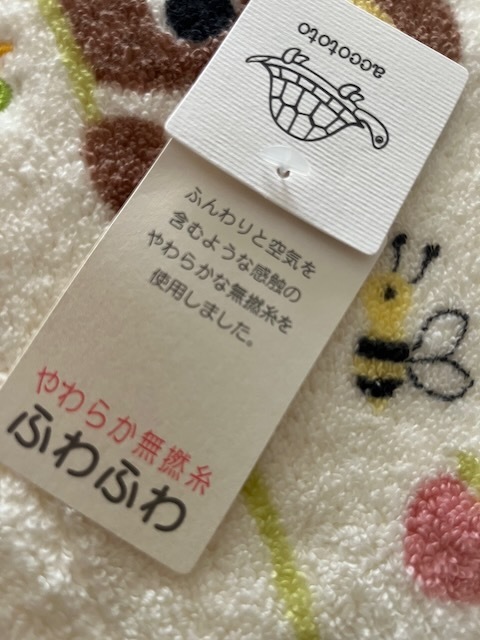 accototo
ふんわりと空気を
含むような感触の
やわらかな無撚糸を
使用しました。
やわらか無撚糸
ふわふわ